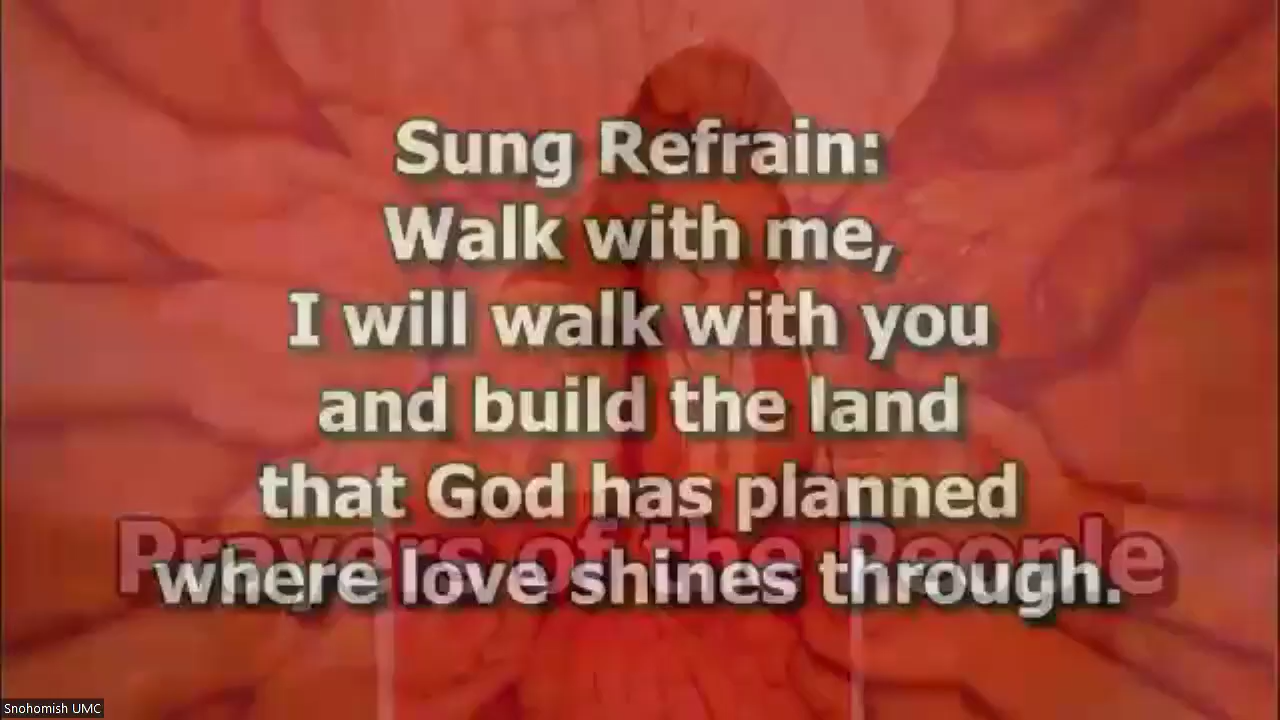 Sung Refrain:
Walk with me,
I will walk with you
and build the land
that God has planned
Prayers of the People
where love shines through.
Snohomish UMC